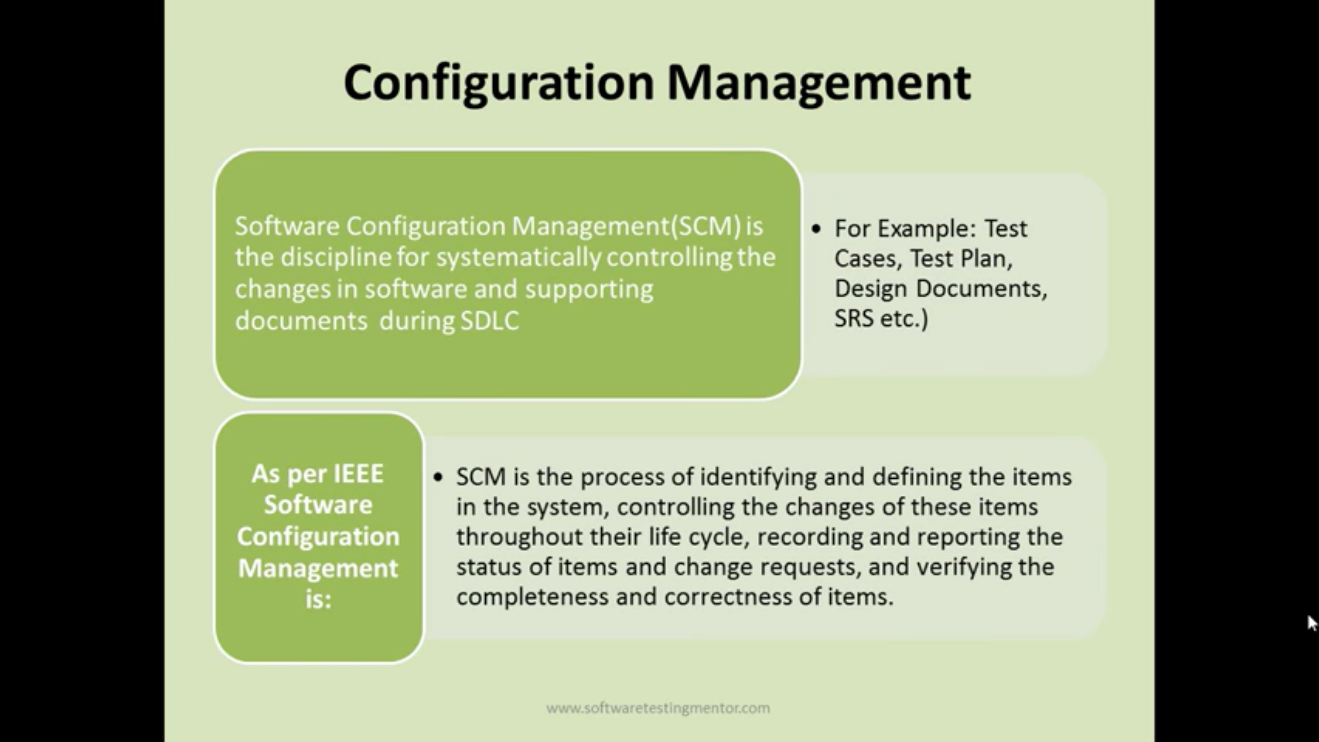 Configuration Management
Software Configuration Management(SCM) is
the discipline for systematically controlling the
changes in software and supporting
documents  during SDLC
• For Example: Test
Cases, Test Plan,
Design Documents,
SRS etc.)
As per IEEE
Software
Configuration
Management
is:
• SCM is the process of identifying and defining the items
in the system, controlling the changes of these items
throughout their life cycle, recording and reporting the
status of items and change requests, and verifying the
completeness and correctness of items.
www.softwaretestingmentor.com